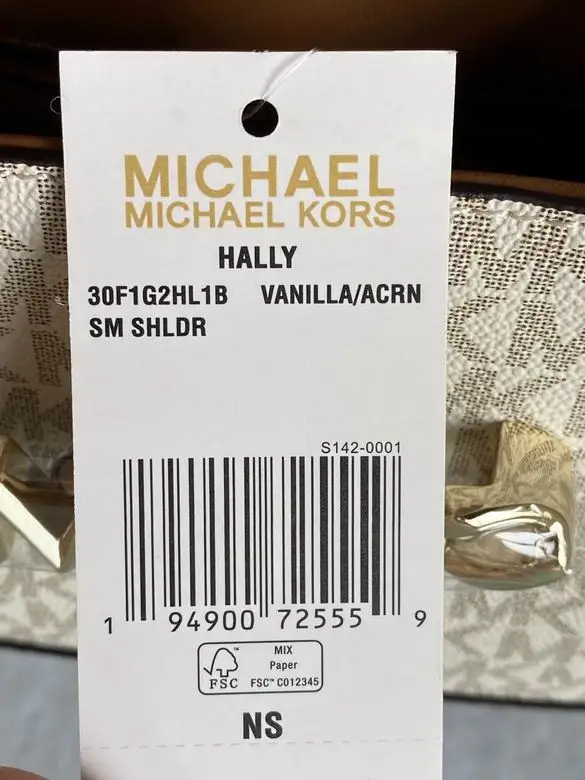 MICHAEL
MICHAEL KORS
HALLY
30F1G2HL1B VANILLA/ACRN
SM SHLDR
S142-0001
1 94900 72555 9
FSC™
MIX
Paper
FSC™ C012345
NS